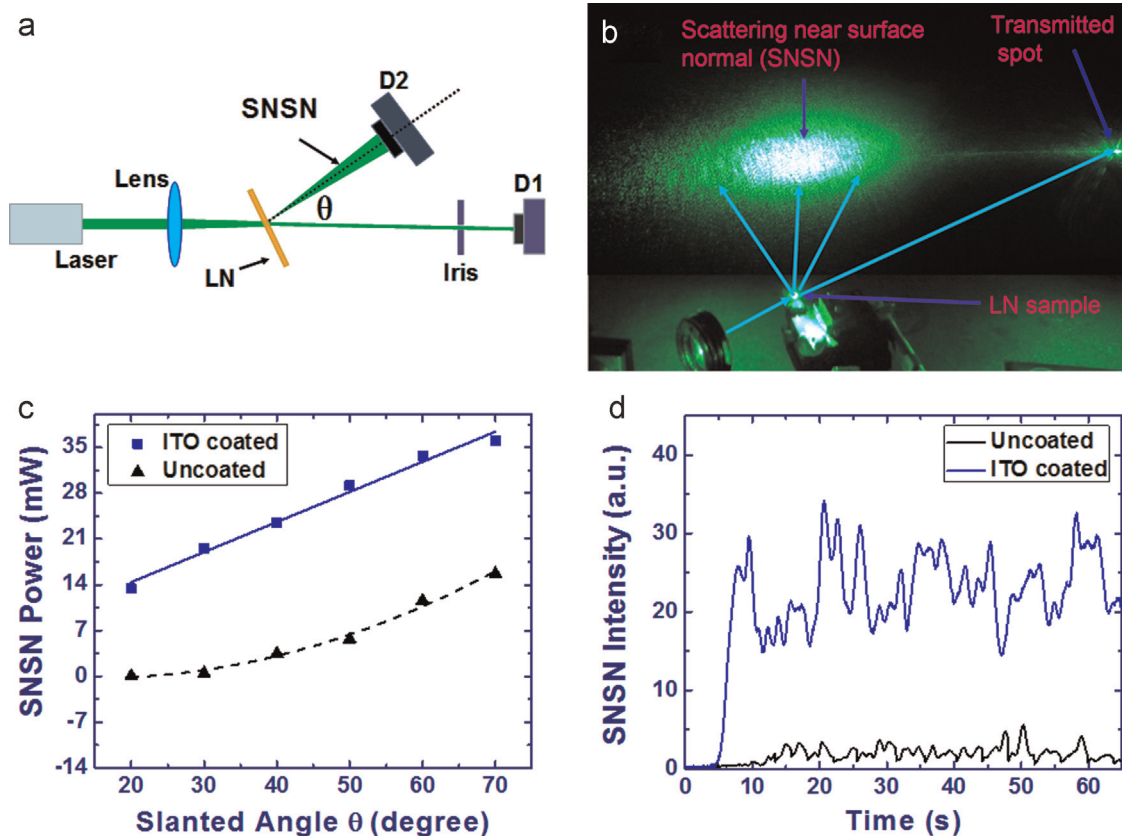 a
SNSN
D2
Lens
θ
D1
Laser
LN
Iris
b
Scattering near surface
normal (SNSN)
Transmitted
spot
LN sample
c
ITO coated
Uncoated
SNSN Power (mW)
35
28
21
14
7
0
-7
-14
20 30 40 50 60 70
Slanted Angle θ (degree)
d
Uncoated
ITO coated
SNSN Intensity (a.u.)
40
30
20
10
0
0 10 20 30 40 50 60
Time (s)